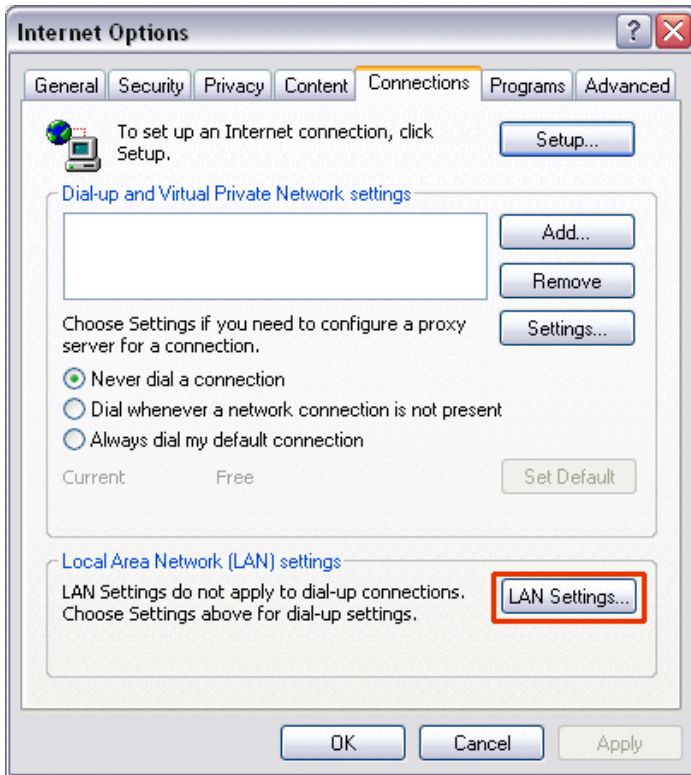 Internet Options
General Security Privacy Content Connections Programs Advanced
To set up an Internet connection, click
Setup.
Setup...
Dial-up and Virtual Private Network settings
Add...
Remove
Choose Settings if you need to configure a proxy
server for a connection.
Settings...
Never dial a connection
Dial whenever a network connection is not present
Always dial my default connection
Current Free
Set Default
Local Area Network (LAN) settings
LAN Settings do not apply to dial-up connections.
Choose Settings above for dial-up settings.
LAN Settings...
OK Cancel Apply